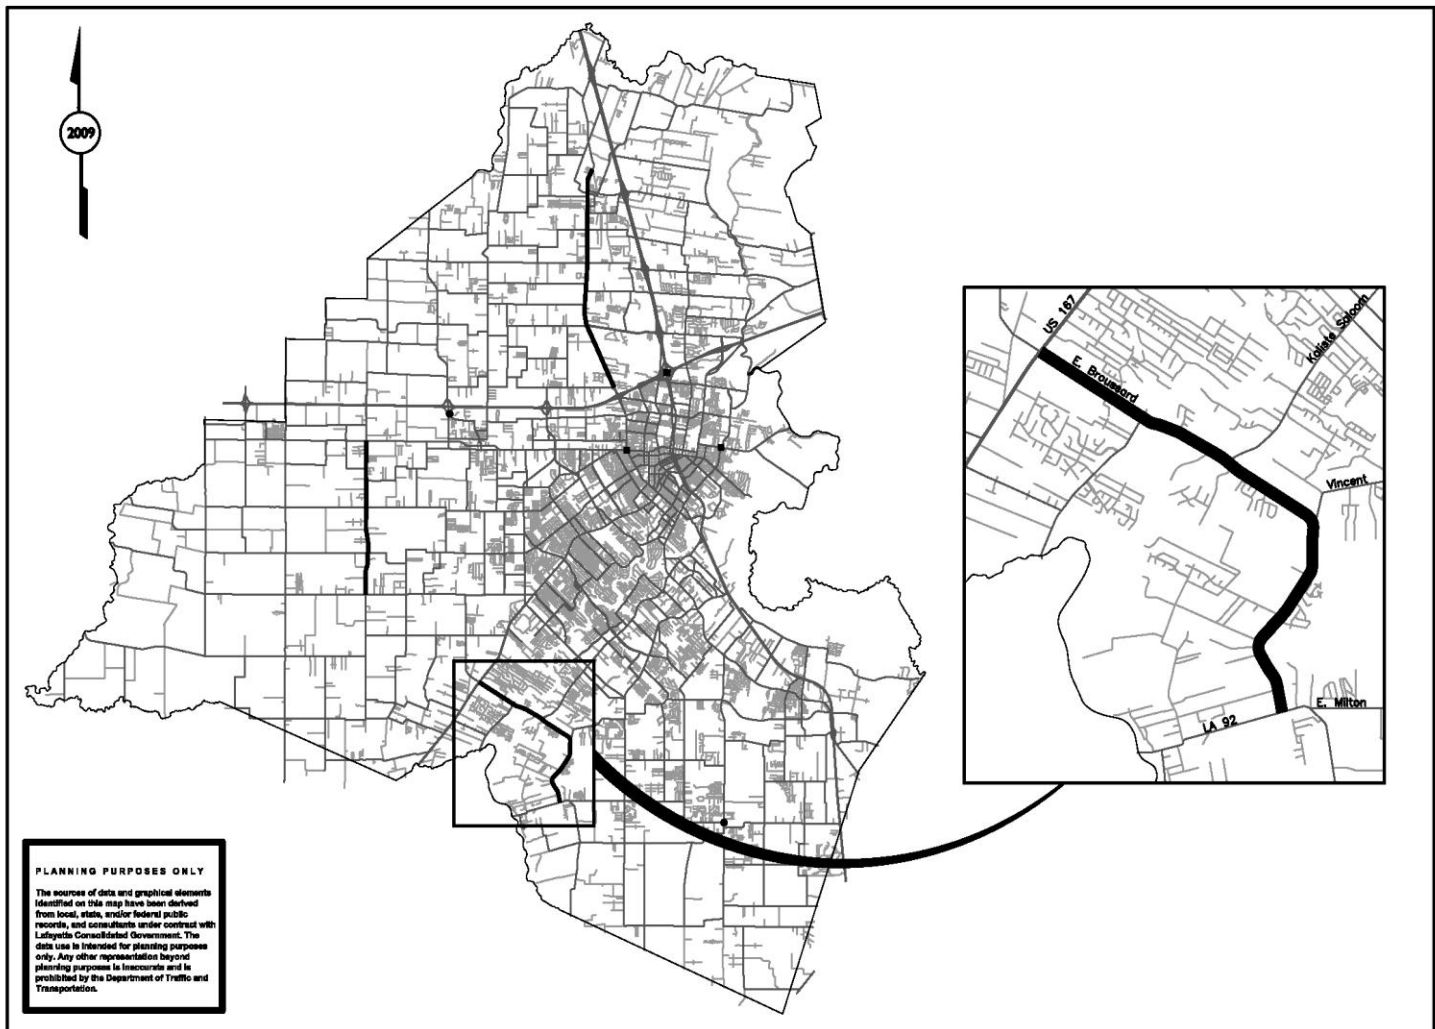 2009
US 167
Kaliste Saloom
E. Broussard
Vincent
E. Milton
LA 92
PLANNING PURPOSES ONLY
The sources of data and graphical elements
identified on this map have been derived
from local, state, and/or federal public
records, and consultants under contract with
Lafayette Consolidated Government. The
data use is intended for planning purposes
only. Any other representation beyond
planning purposes is inaccurate and is
prohibited by the Department of Traffic and
Transportation.